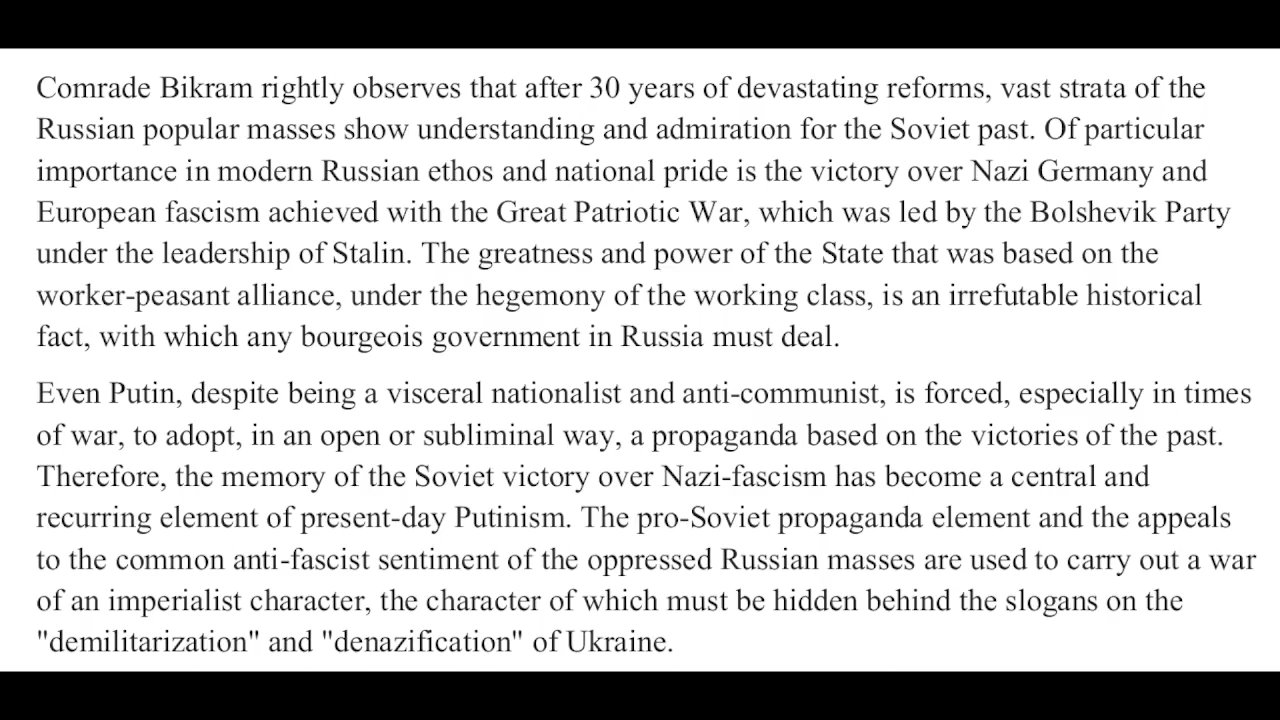 Comrade Bikram rightly observes that after 30 years of devastating reforms, vast strata of the
Russian popular masses show understanding and admiration for the Soviet past. Of particular
importance in modern Russian ethos and national pride is the victory over Nazi Germany and
European fascism achieved with the Great Patriotic War, which was led by the Bolshevik Party
under the leadership of Stalin. The greatness and power of the State that was based on the
worker-peasant alliance, under the hegemony of the working class, is an irrefutable historical
fact, with which any bourgeois government in Russia must deal.
Even Putin, despite being a visceral nationalist and anti-communist, is forced, especially in times
of war, to adopt, in an open or subliminal way, a propaganda based on the victories of the past.
Therefore, the memory of the Soviet victory over Nazi-fascism has become a central and
recurring element of present-day Putinism. The pro-Soviet propaganda element and the appeals
to the common anti-fascist sentiment of the oppressed Russian masses are used to carry out a war
of an imperialist character, the character of which must be hidden behind the slogans on the
"demilitarization" and "denazification" of Ukraine.